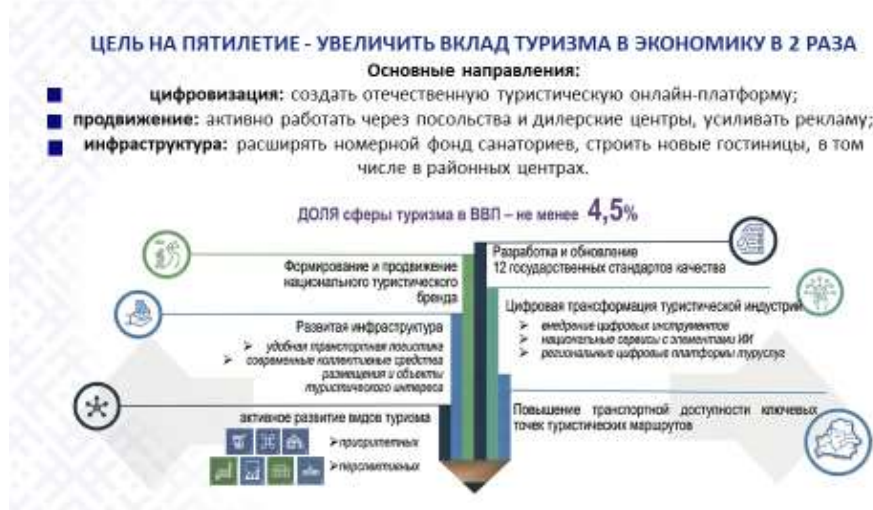 ЦЕЛЬ НА ПЯТИЛЕТИЕ - УВЕЛИЧИТЬ ВКЛАД ТУРИЗМА В ЭКОНОМИКУ В 2 РАЗА
Основные направления:
цифровизация: создать отечественную туристическую онлайн-платформу;
продвижение: активно работать через посольства и дилерские центры, усиливать рекламу;
инфраструктура: расширять номерной фонд санаториев, строить новые гостиницы, в том
числе в районных центрах.
ДОЛЯ сферы туризма в ВВП – не менее 4,5%
Формирование и продвижение
национального туристического
бренда
Развитая инфраструктура
➢ удобная транспортная логистика
➢ современные коллективные средства
размещения и объекты
туристического интереса
активное развитие видов туризма
➢ приоритетных
➢ перспективных
Разработка и обновление
12 государственных стандартов качества
Цифровая трансформация туристической индустрии
➢ внедрение цифровых инструментов
➢ национальные сервисы с элементами ИИ
➢ региональные цифровые платформы туруслуг
Повышение транспортной доступности ключевых
точек туристических маршрутов